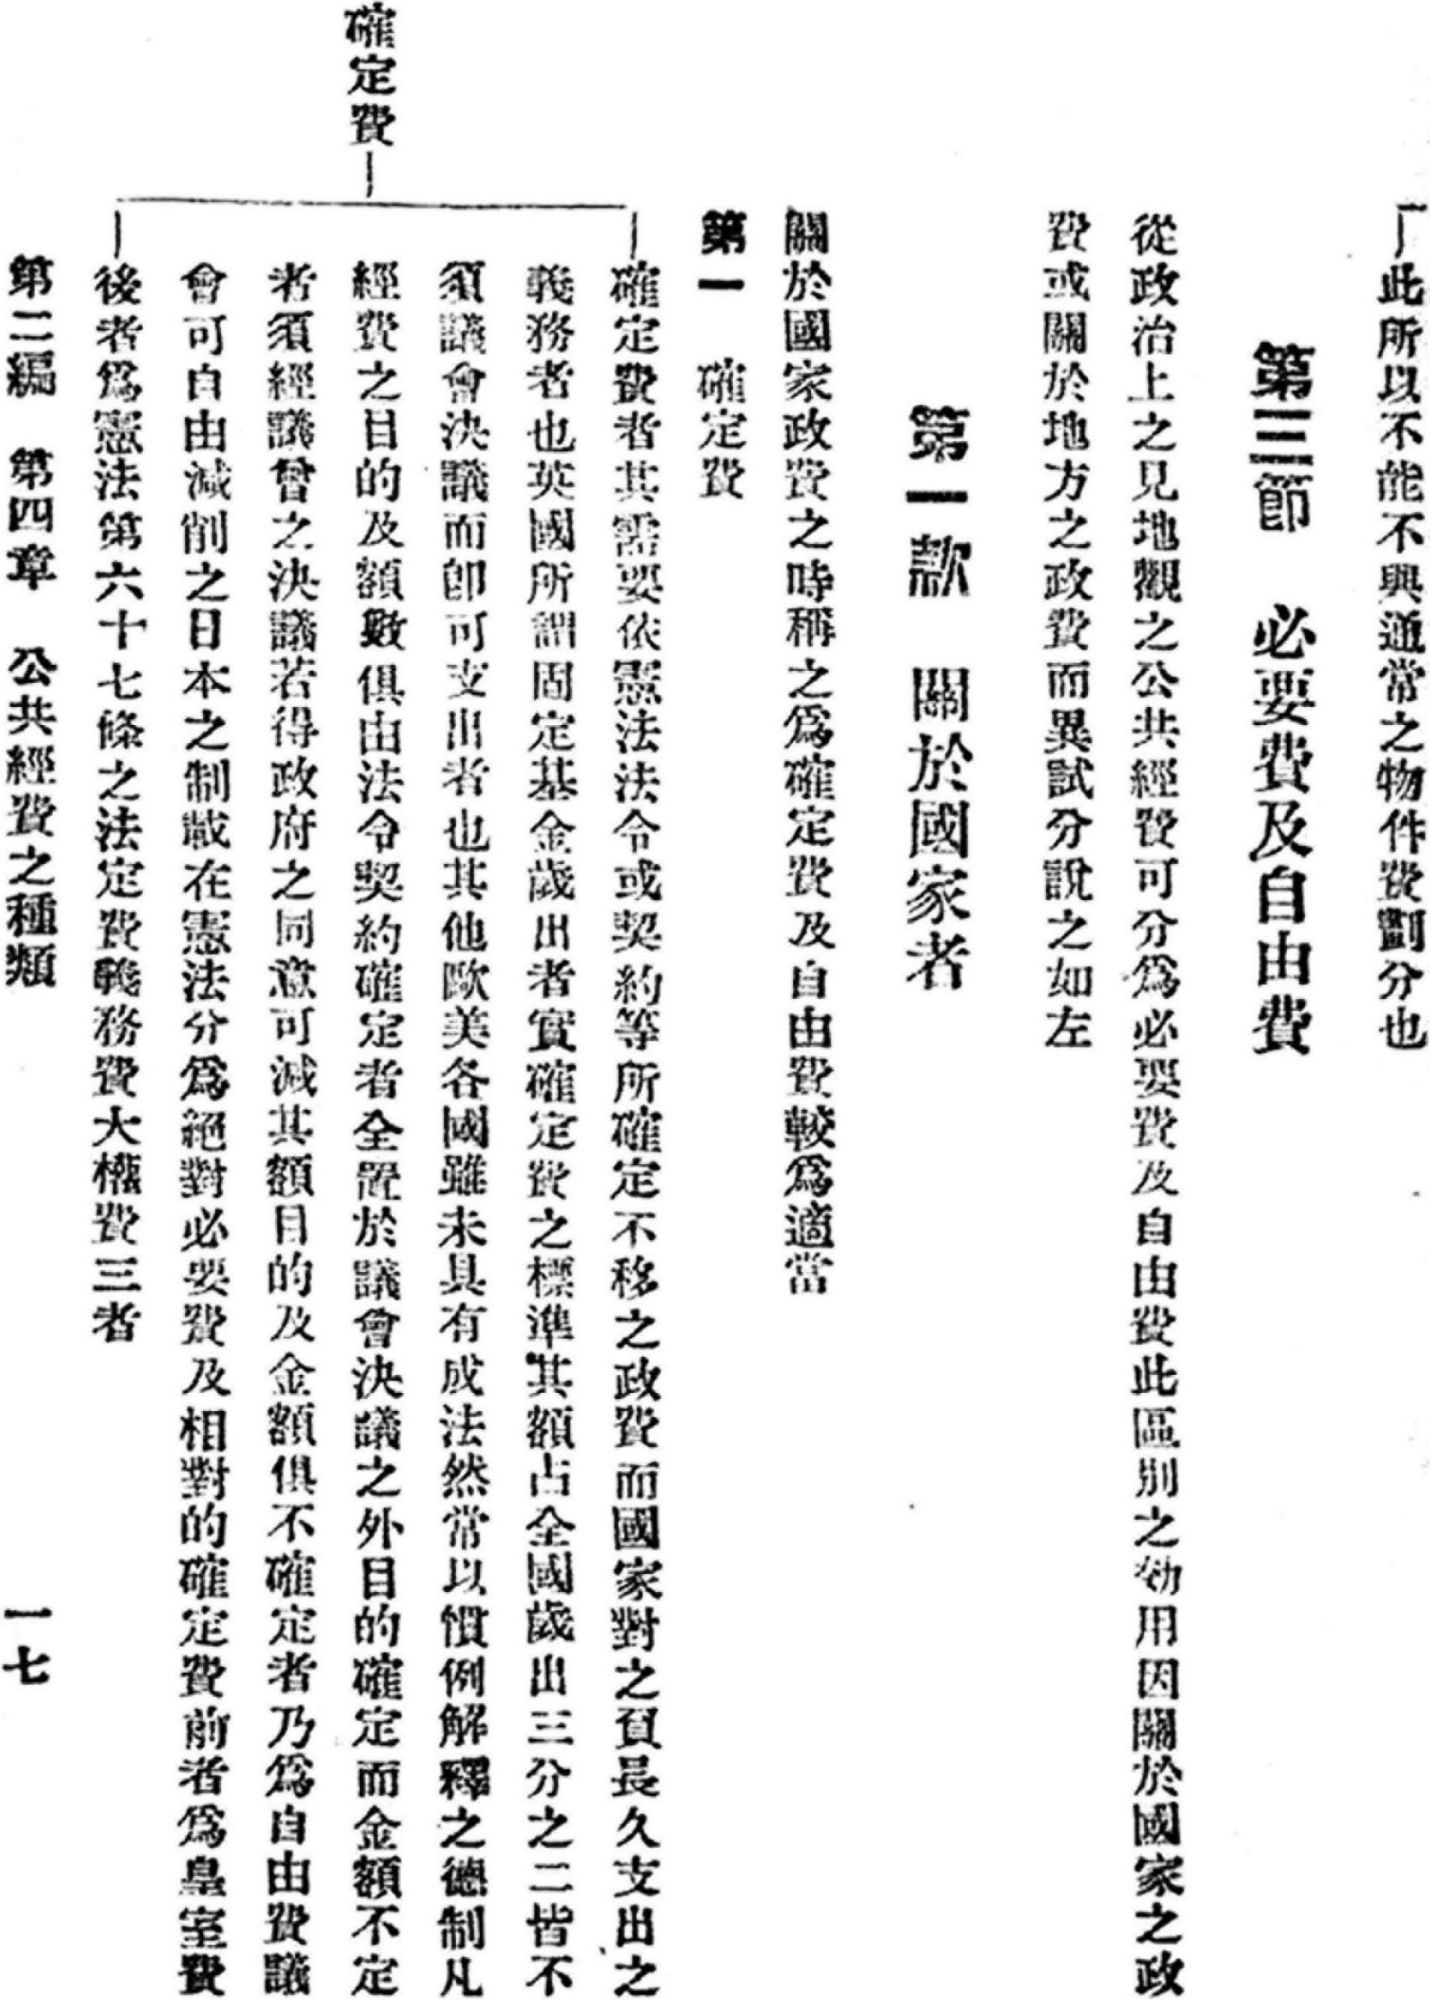 此所以不能不與通常之物件費劃分也
第三節　必要費及自由費
從政治上之見地觀之公共經費可分爲必要費及自由費此區別之効用因關於國家之政
費或關於地方之政費而異試分說之如左
第一款　關於國家者
關於國家政費之時稱之爲確定費及自由費較爲適當
第一　確定費
確定費
確定費者其需要依憲法法令或契約等所確定不移之政費而國家對之負長久支出之
義務者也英國所謂固定基金歲出者實確定費之標準其額占全國歲出三分之二皆不
須議會決議而卽可支出者也其他歐美各國雖未具有成法然常以慣例解釋之德制凡
經費之目的及額數俱由法令契約確定者全置於議會決議之外目的確定而金額不定
者須經議會之決議若得政府之同意可減其額目的及金額俱不確定者乃爲自由費議
會可自由減削之日本之制載在憲法分爲絕對必要費及相對的確定費前者爲皇室費
後者爲憲法第六十七條之法定費義務費大權費三者
第二編　第四章　公共經費之種類
一七